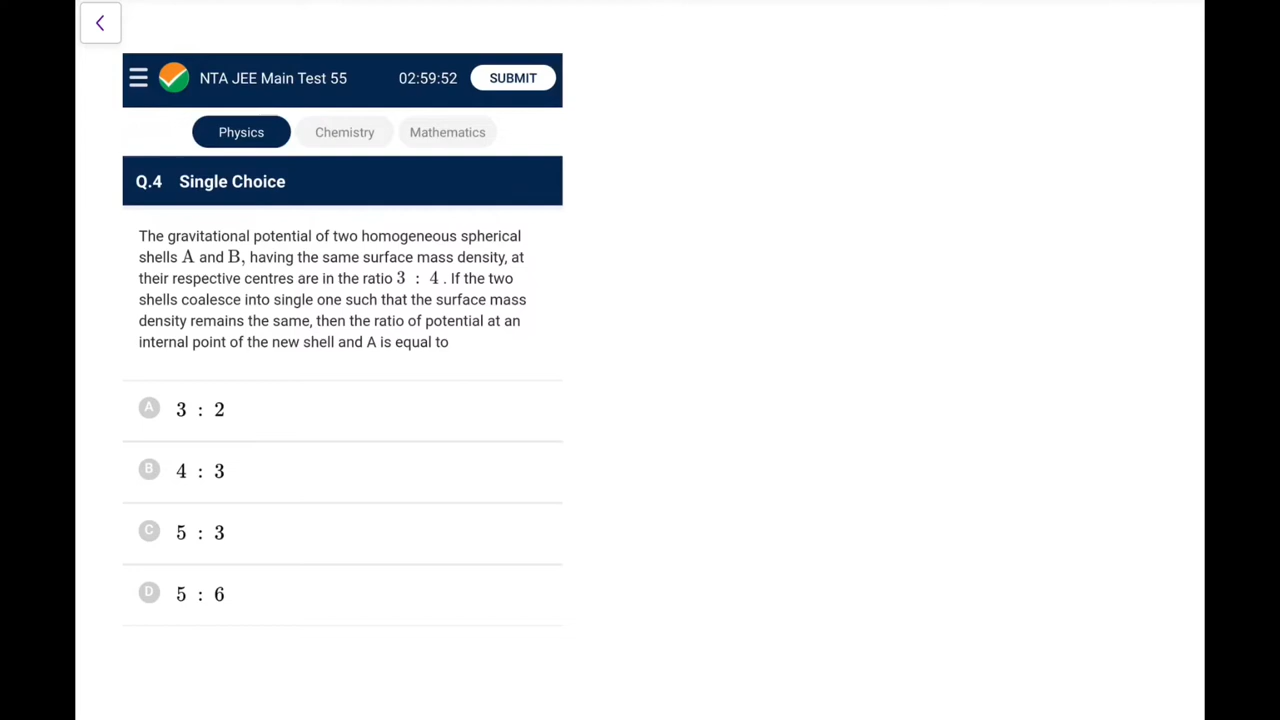 NTA JEE Main Test 55 02:59:52 SUBMIT
Physics Chemistry Mathematics
Q.4 Single Choice
The gravitational potential of two homogeneous spherical
shells A and B, having the same surface mass density, at
their respective centres are in the ratio 3 : 4 . If the two
shells coalesce into single one such that the surface mass
density remains the same, then the ratio of potential at an
internal point of the new shell and A is equal to
A 3 : 2
B 4 : 3
C 5 : 3
D 5 : 6